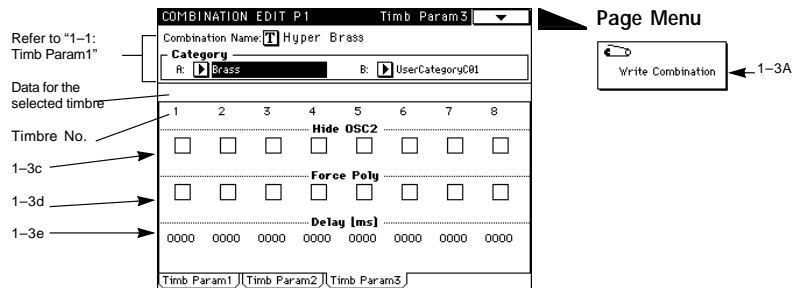 COMBINATION EDIT P1 Timb Param3
Page Menu
Refer to “1–1:
Timb Param1”
Combination Name: T Hyper Brass
Category
A: Brass B: UserCategoryC01
Write Combination
1–3A
Data for the
selected timbre
Timbre No.
1 2 3 4 5 6 7 8
Hide OSC2
1–3c
Force Poly
1–3d
Delay [ms]
1–3e
0000 0000 0000 0000 0000 0000 0000 0000
Timb Param1 Timb Param2 Timb Param3